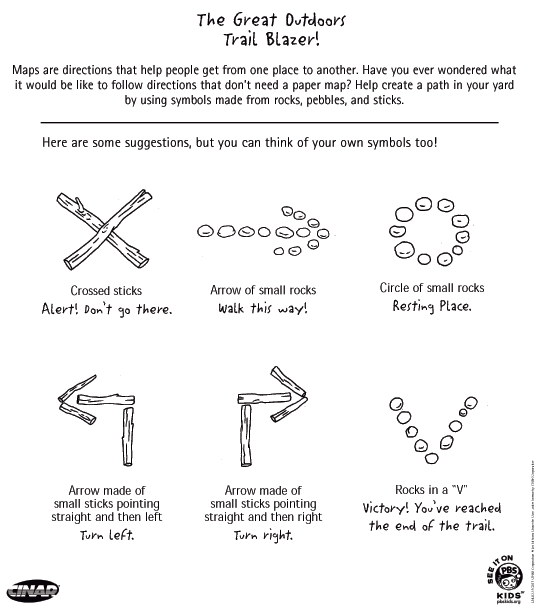 The Great Outdoors
Trail Blazer!
Maps are directions that help people get from one place to another. Have you ever wondered what
it would be like to follow directions that don't need a paper map? Help create a path in your yard
by using symbols made from rocks, pebbles, and sticks.
Here are some suggestions, but you can think of your own symbols too!
Crossed sticks
Alert! Don't go there.
Arrow of small rocks
Walk this way!
Circle of small rocks
Resting Place.
Arrow made of
small sticks pointing
straight and then left
Turn left.
Arrow made of
small sticks pointing
straight and then right
Turn right.
Rocks in a "V"
Victory! You've reached
the end of the trail.
CINAR
SEE IT ON
PBS
KIDS
pbskids.org